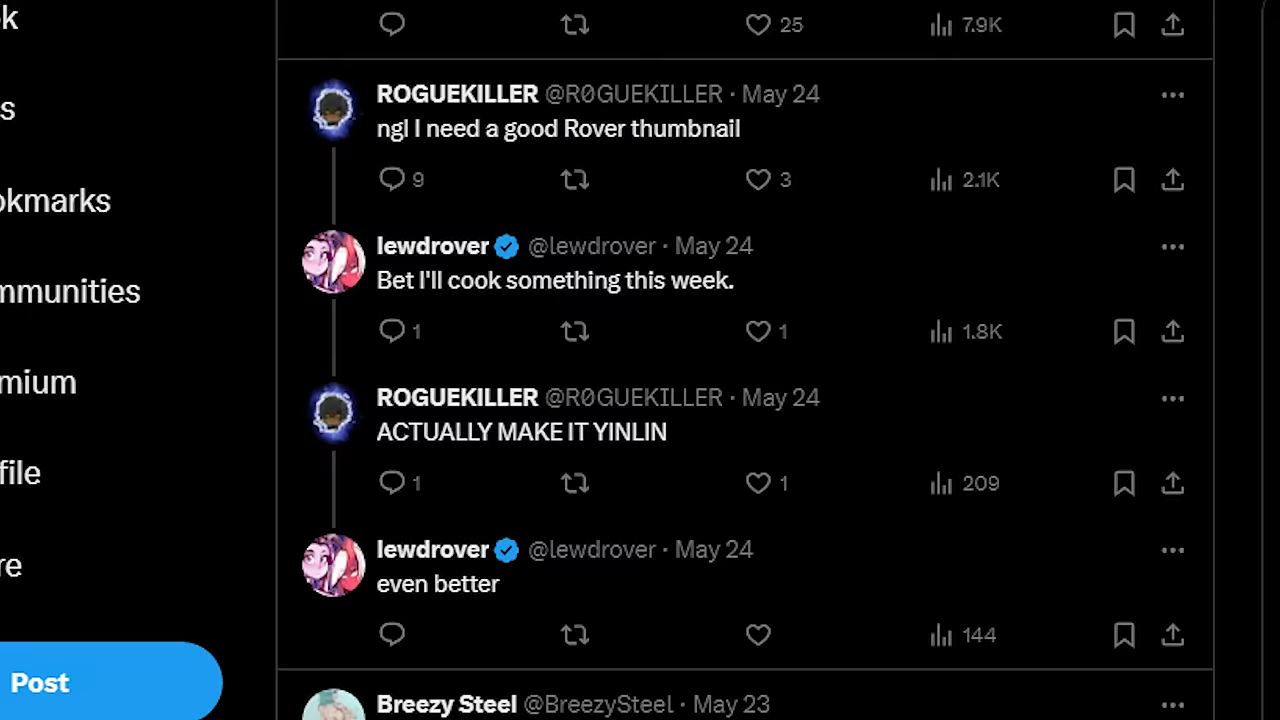 k
25 7.9K
s
ROGUEKILLER @R0GUEKILLER · May 24
ngl I need a good Rover thumbnail
9 3 2.1K
okmarks
lewdrover @lewdrover · May 24
Bet I'll cook something this week.
mmunities
1 1 1.8K
mium
ROGUEKILLER @R0GUEKILLER · May 24
ACTUALLY MAKE IT YINLIN
file
1 1 209
re
lewdrover @lewdrover · May 24
even better
144
Post
Breezy Steel @BreezySteel · May 23